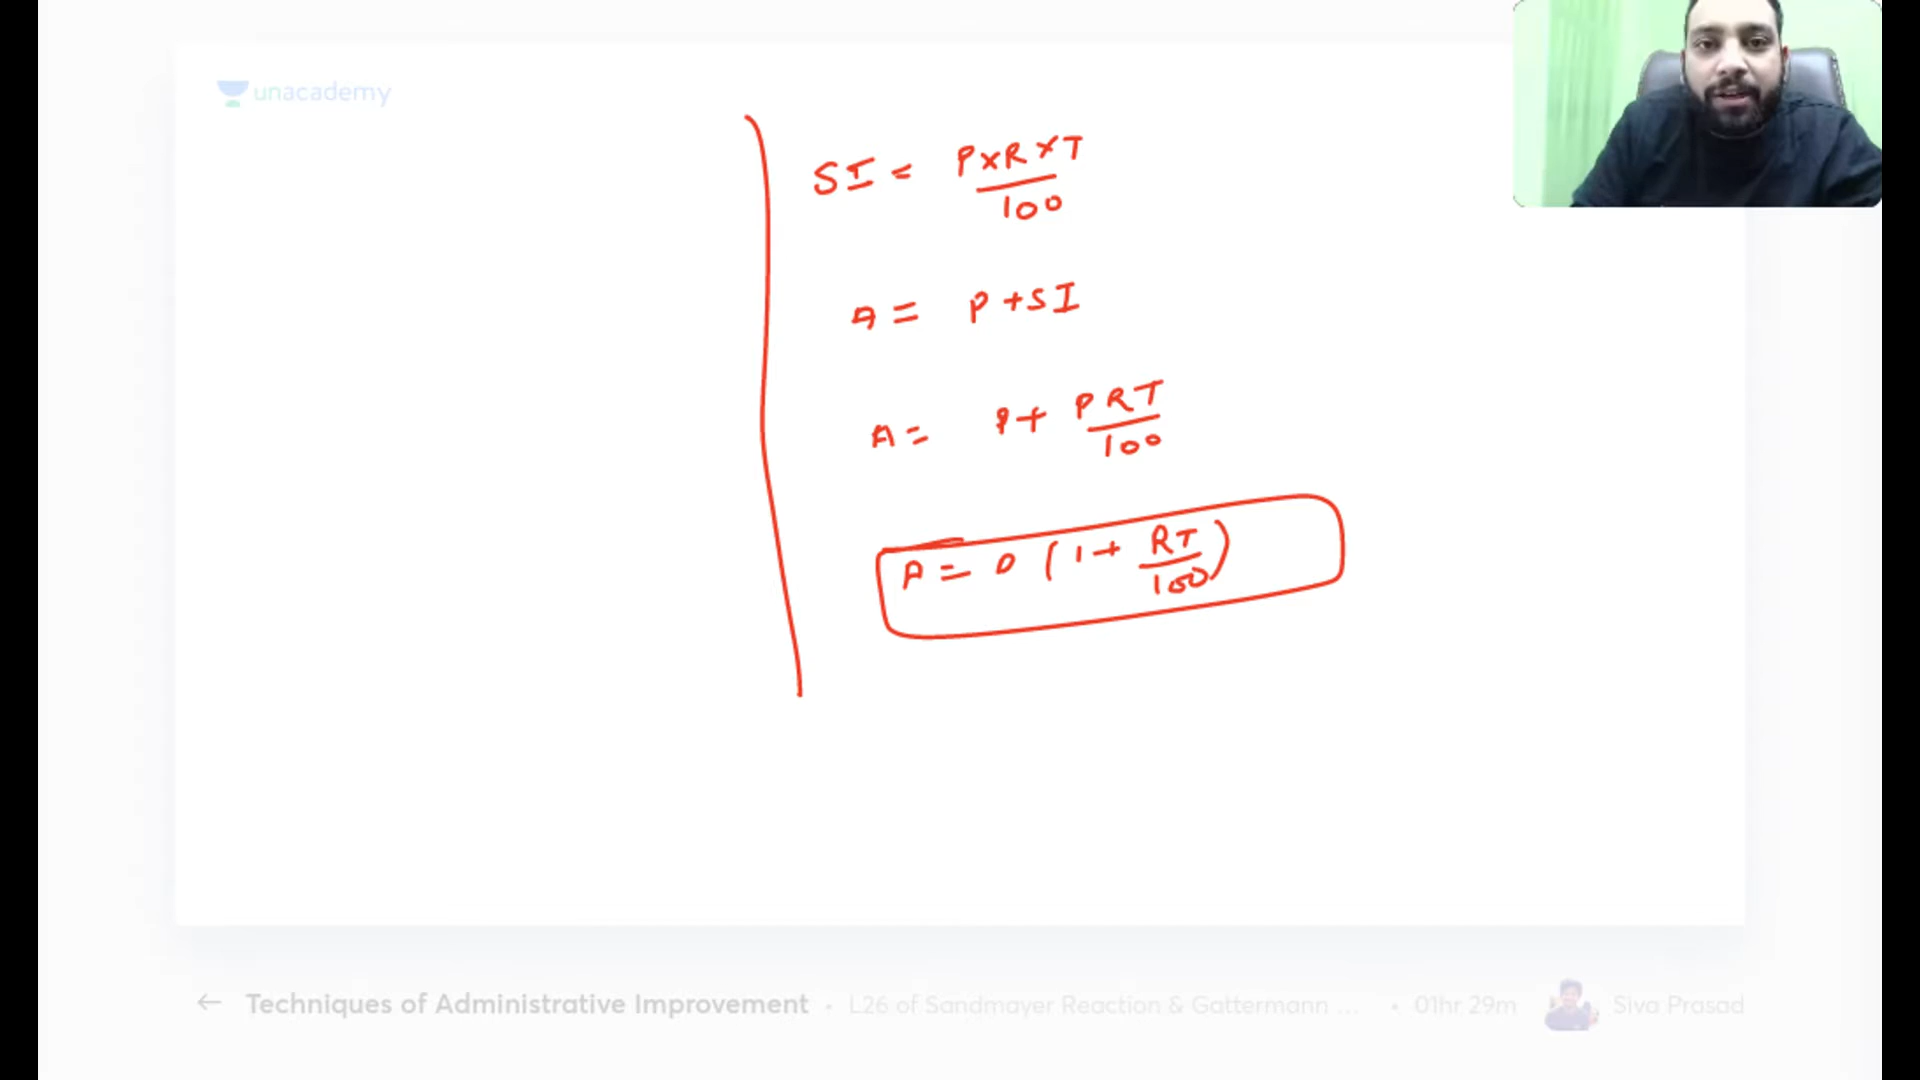 unacademy
SI = P×R×T/100
A = P + SI
A = P + PRT/100
A = P (1 + RT/100)
← Techniques of Administrative Improvement • L26 of Sandmayer Reaction & Gattermann ... • 01hr 29m Siva Prasad